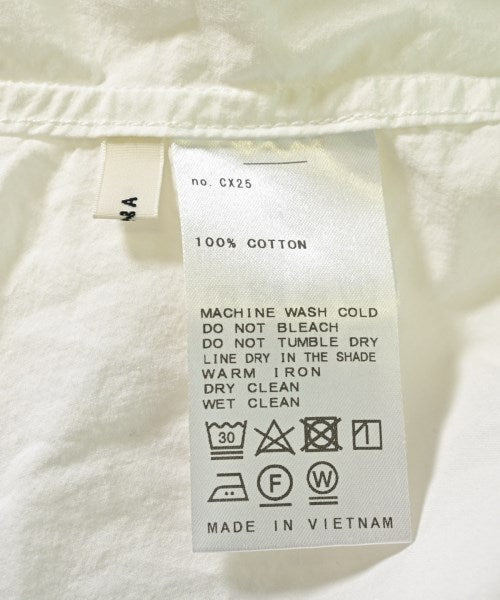 no. CX25
100% COTTON
MACHINE WASH COLD
DO NOT BLEACH
DO NOT TUMBLE DRY
LINE DRY IN THE SHADE
WARM IRON
DRY CLEAN
WET CLEAN
30
F W
MADE IN VIETNAM